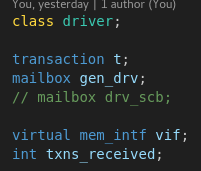 You, yesterday | 1 author (You)
class driver;
transaction t;
mailbox gen_drv;
// mailbox drv_scb;
virtual mem_intf vif;
int txns_received;